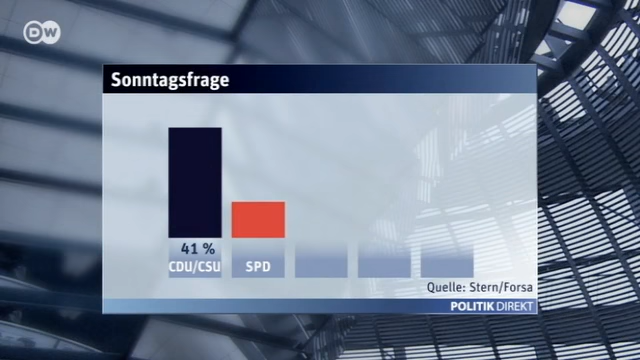 DW
Sonntagsfrage
41 %
CDU/CSU SPD
Quelle: Stern/Forsa
POLITIK DIREKT